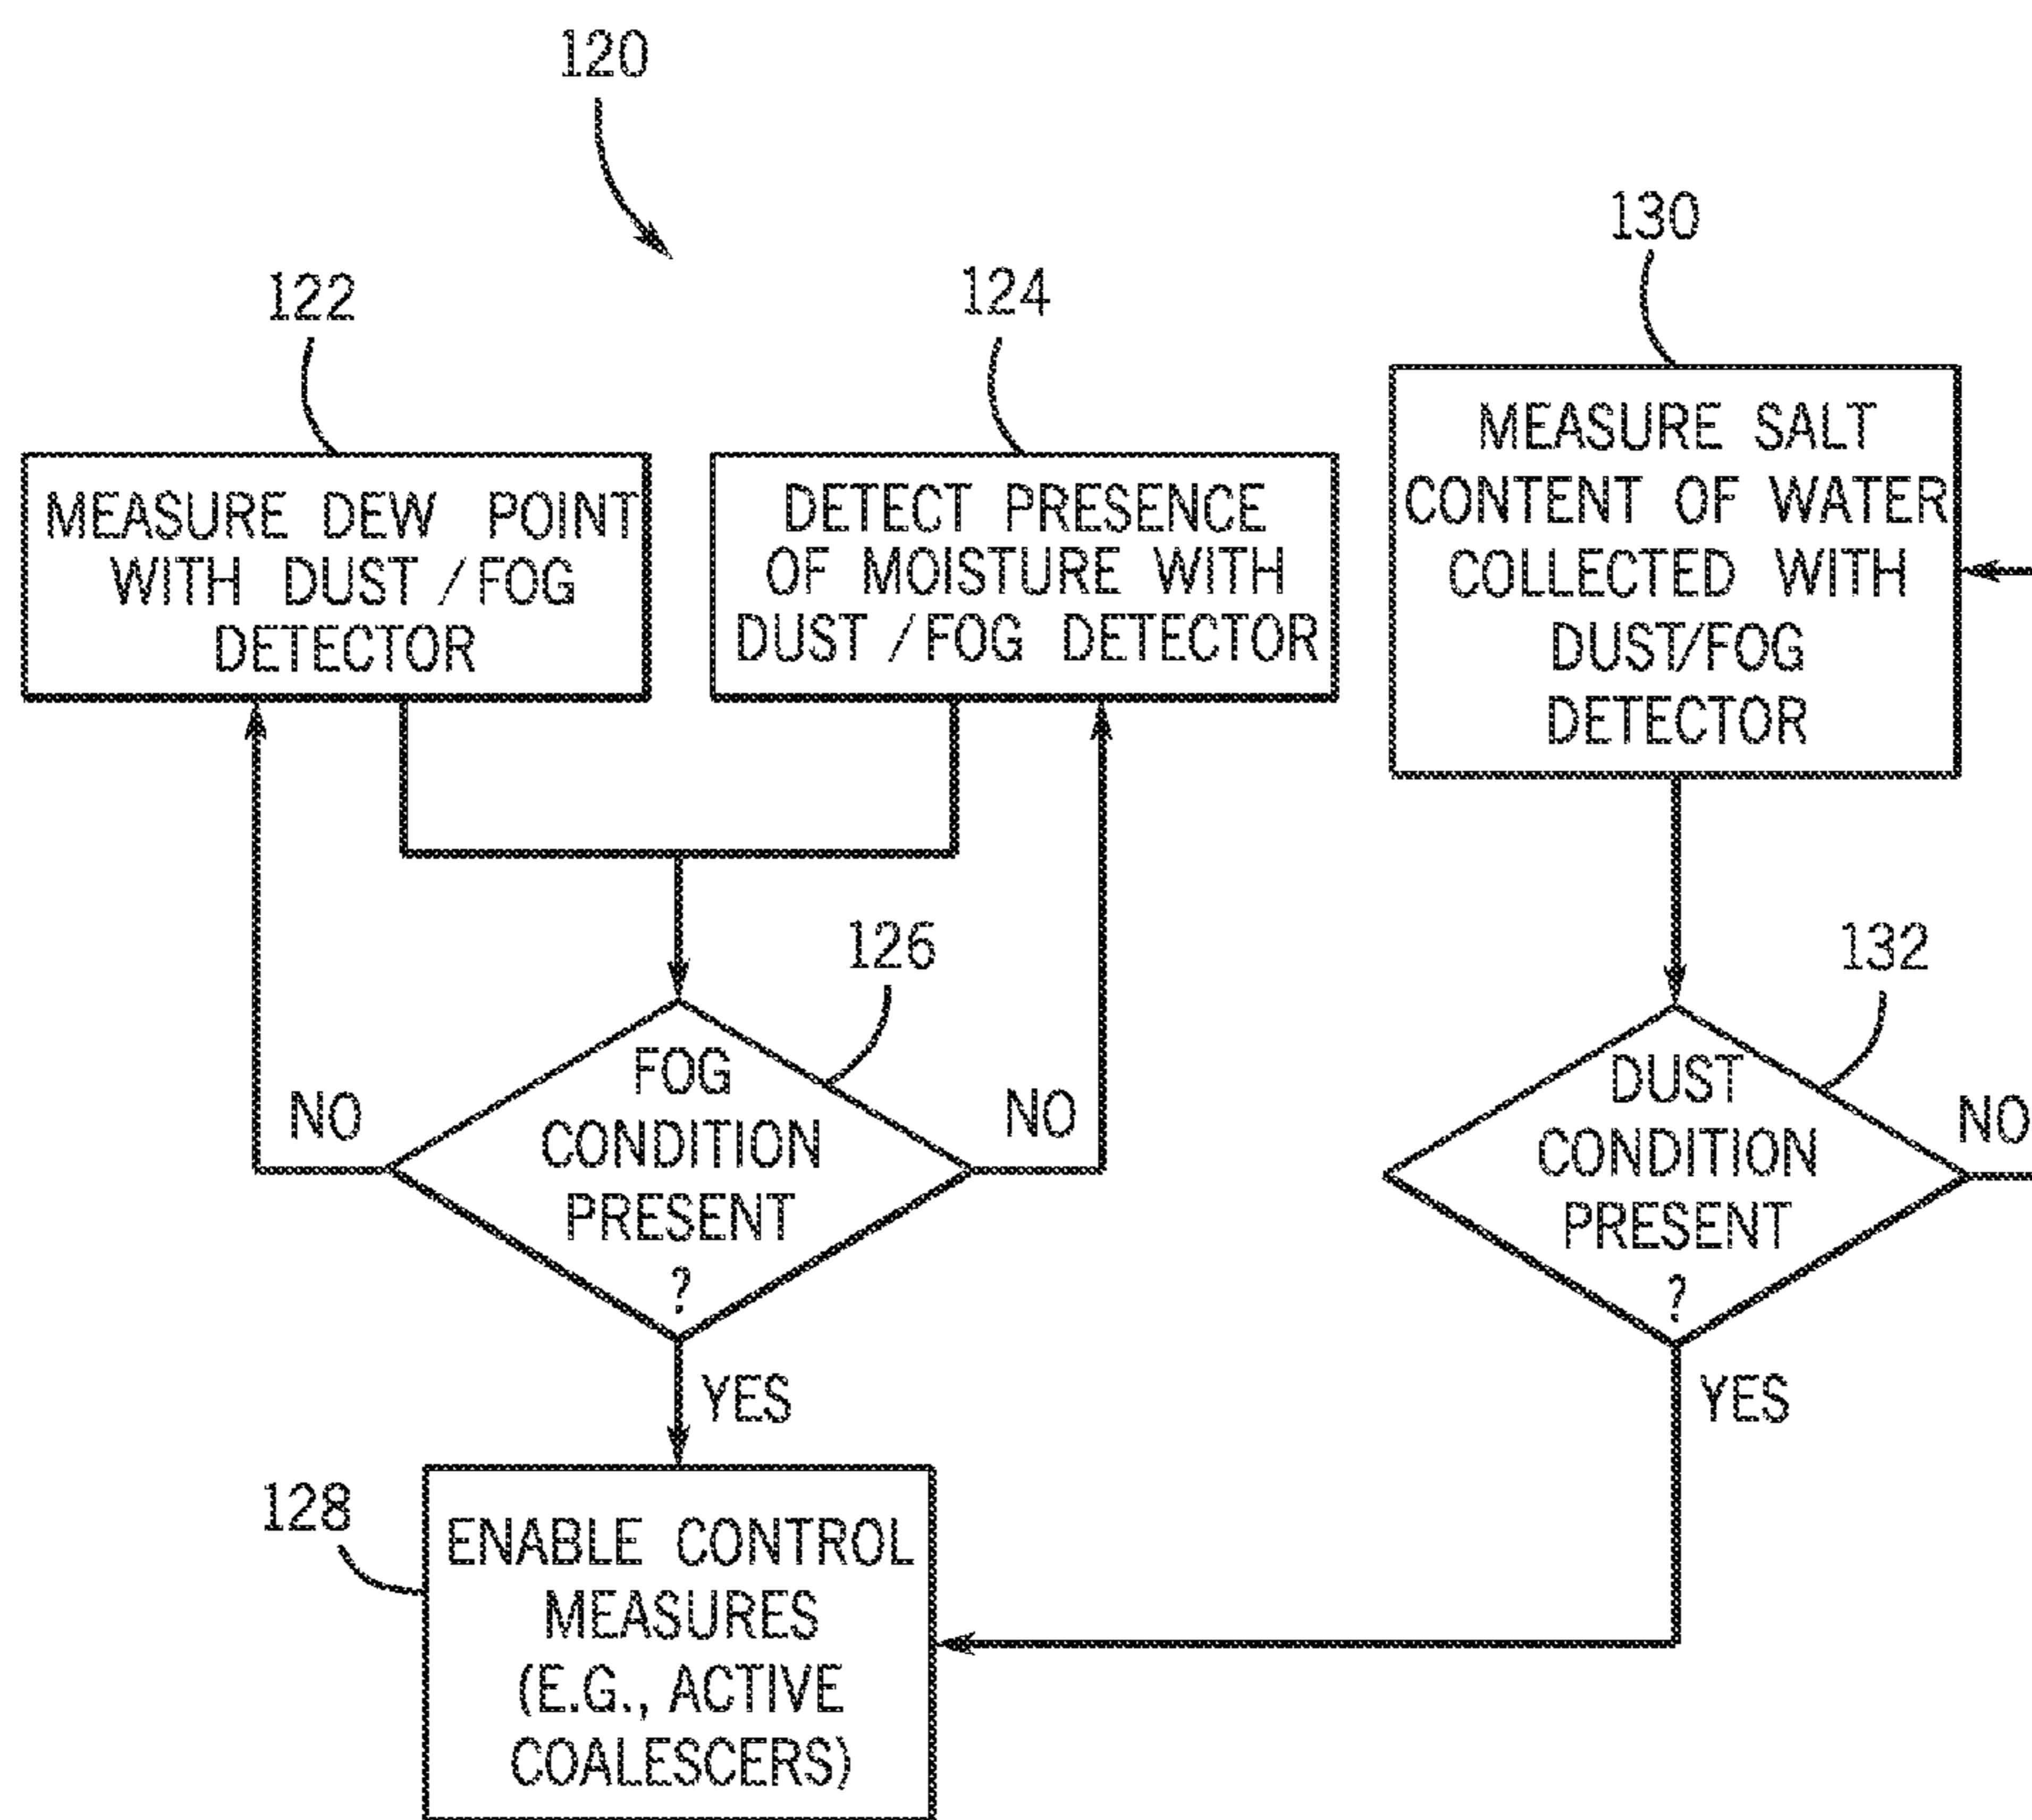 120
122
124
130
MEASURE DEW POINT
WITH DUST / FOG
DETECTOR
DETECT PRESENCE
OF MOISTURE WITH
DUST / FOG DETECTOR
MEASURE SALT
CONTENT OF WATER
COLLECTED WITH
DUST/FOG
DETECTOR
126
132
NO
FOG
CONDITION
PRESENT
?
NO
DUST
CONDITION
PRESENT
?
NO
YES
YES
128
ENABLE CONTROL
MEASURES
(E.G., ACTIVE
COALESCERS)